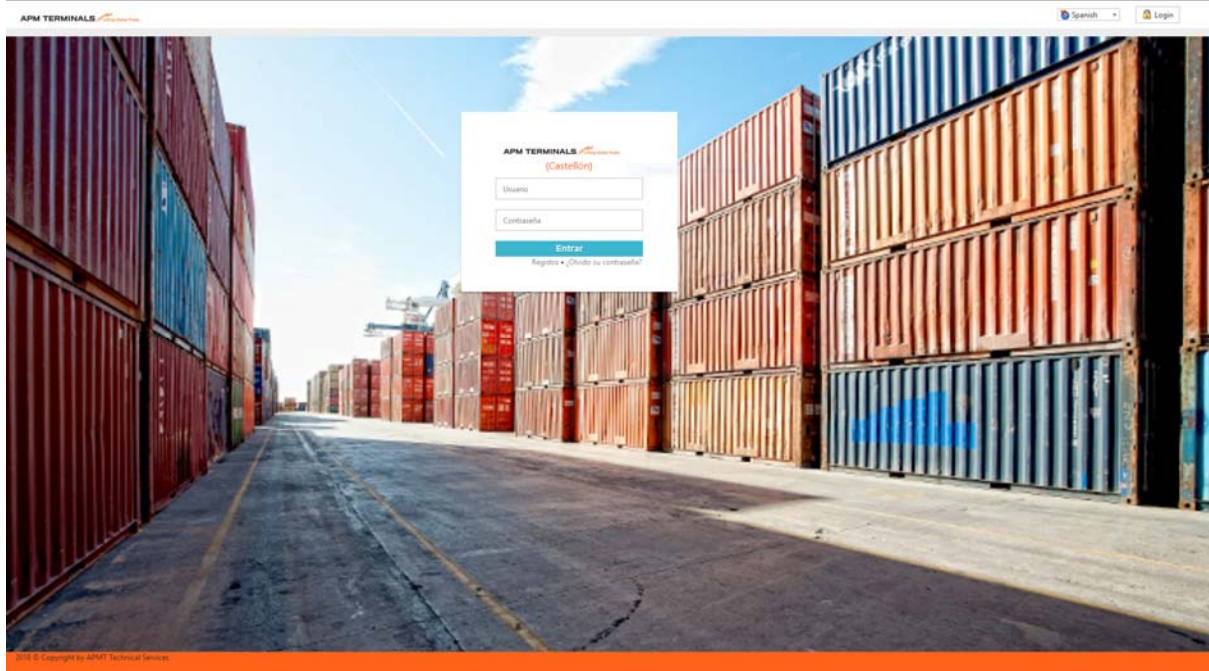 APM TERMINALS
Spanish
Login
APM TERMINALS
(Castellón)
Usuario
Contraseña
Entrar
Registro • ¿Olvido su contraseña?
2018 © Copyright by APMT Technical Services